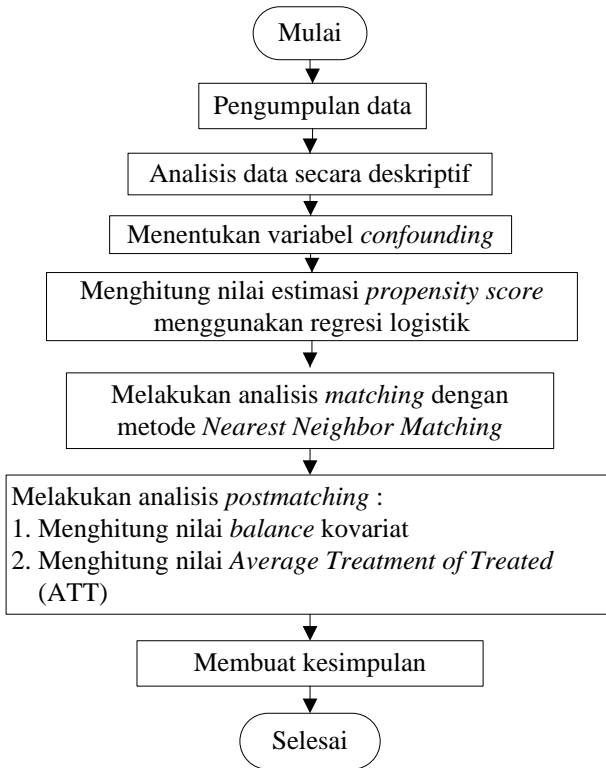 Mulai
Pengumpulan data
Analisis data secara deskriptif
Menentukan variabel confounding
Menghitung nilai estimasi propensity score
menggunakan regresi logistik
Melakukan analisis matching dengan
metode Nearest Neighbor Matching
Melakukan analisis postmatching :
1. Menghitung nilai balance kovariat
2. Menghitung nilai Average Treatment of Treated
(ATT)
Membuat kesimpulan
Selesai